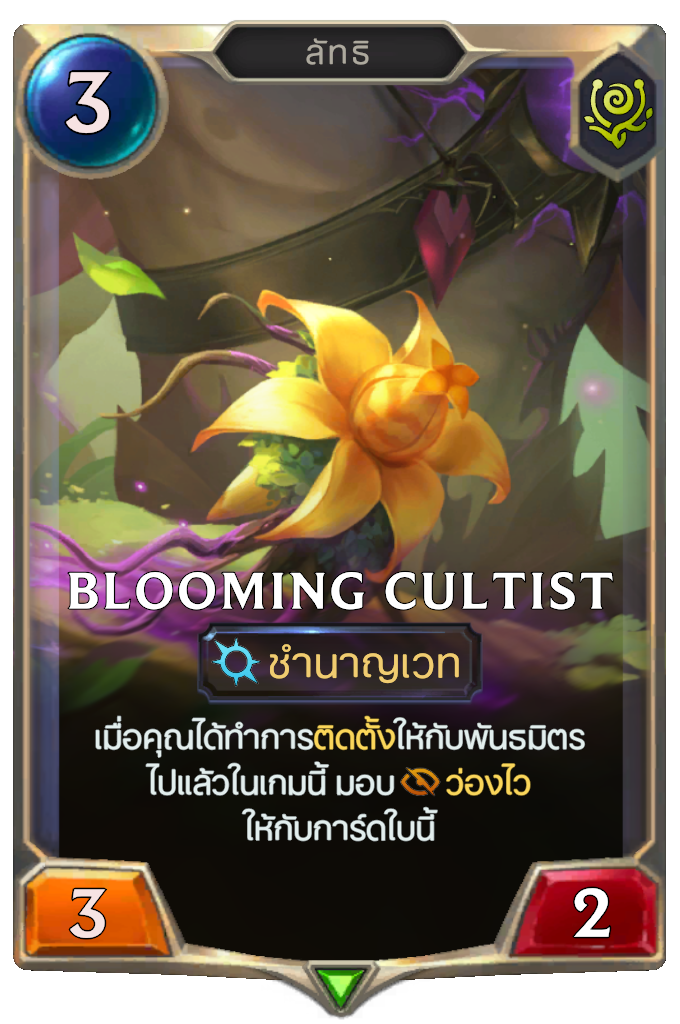 3
ลัทธิ
BLOOMING CULTIST
ชำนาญเวท
เมื่อคุณได้ทำการติดตั้งให้กับพันธมิตร
ไปแล้วในเกมนี้ มอบ ว่องไว
ให้กับการ์ดใบนี้
3
2